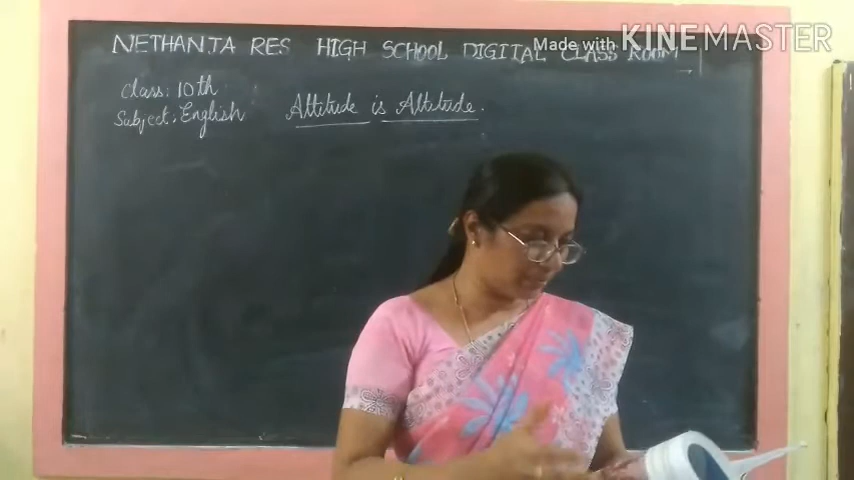 NETHANJA RES HIGH SCHOOL DIGITAL CLASS ROOM
Made with KINEMASTER
Class: 10th
Subject: English
Attitude is Altitude.